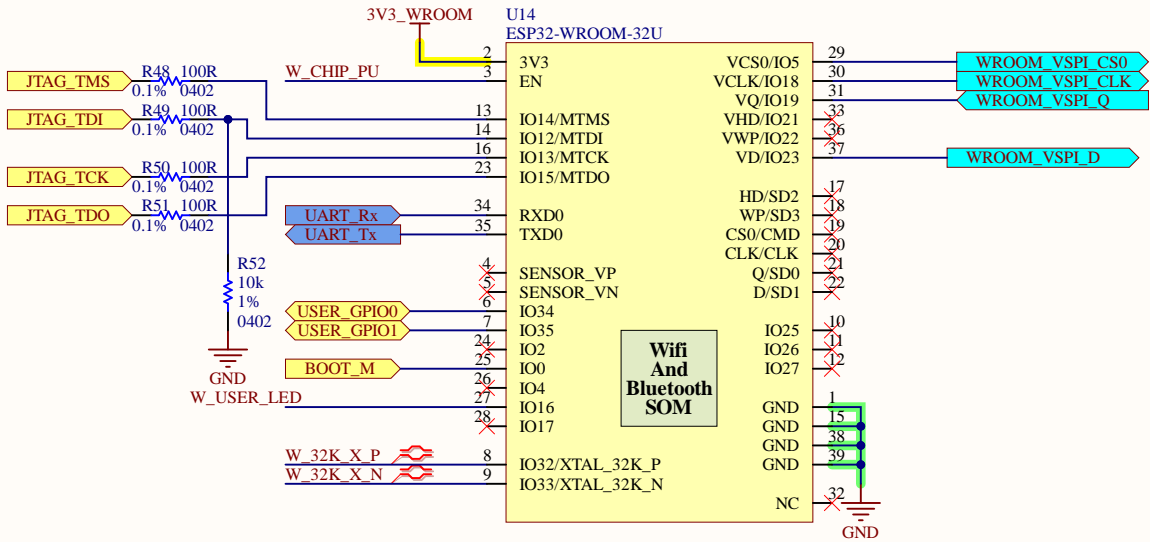 3V3_WROOM
U14
ESP32-WROOM-32U
W_CHIP_PU
2 3V3
3 EN
13 IO14/MTMS
14 IO12/MTDI
16 IO13/MTCK
23 IO15/MTDO
34 RXD0
35 TXD0
4 SENSOR_VP
5 SENSOR_VN
6 IO34
7 IO35
24 IO2
25 IO0
26 IO4
27 IO16
28 IO17
8 IO32/XTAL_32K_P
9 IO33/XTAL_32K_N
JTAG_TMS
R48 100R
0.1% 0402
JTAG_TDI
R49 100R
0.1% 0402
JTAG_TCK
R50 100R
0.1% 0402
JTAG_TDO
R51 100R
0.1% 0402
R52
10k
1%
0402
GND
UART_Rx
UART_Tx
USER_GPIO0
USER_GPIO1
BOOT_M
W_USER_LED
W_32K_X_P
W_32K_X_N
Wifi
And
Bluetooth
SOM
VCS0/IO5 29
VCLK/IO18 30
VQ/IO19 31
VHD/IO21 33
VWP/IO22 36
VD/IO23 37
HD/SD2 17
WP/SD3 18
CS0/CMD 19
CLK/CLK 20
Q/SD0 21
D/SD1 22
IO25 10
IO26 11
IO27 12
GND 1
GND 15
GND 38
GND 39
NC 32
WROOM_VSPI_CS0
WROOM_VSPI_CLK
WROOM_VSPI_Q
WROOM_VSPI_D
GND